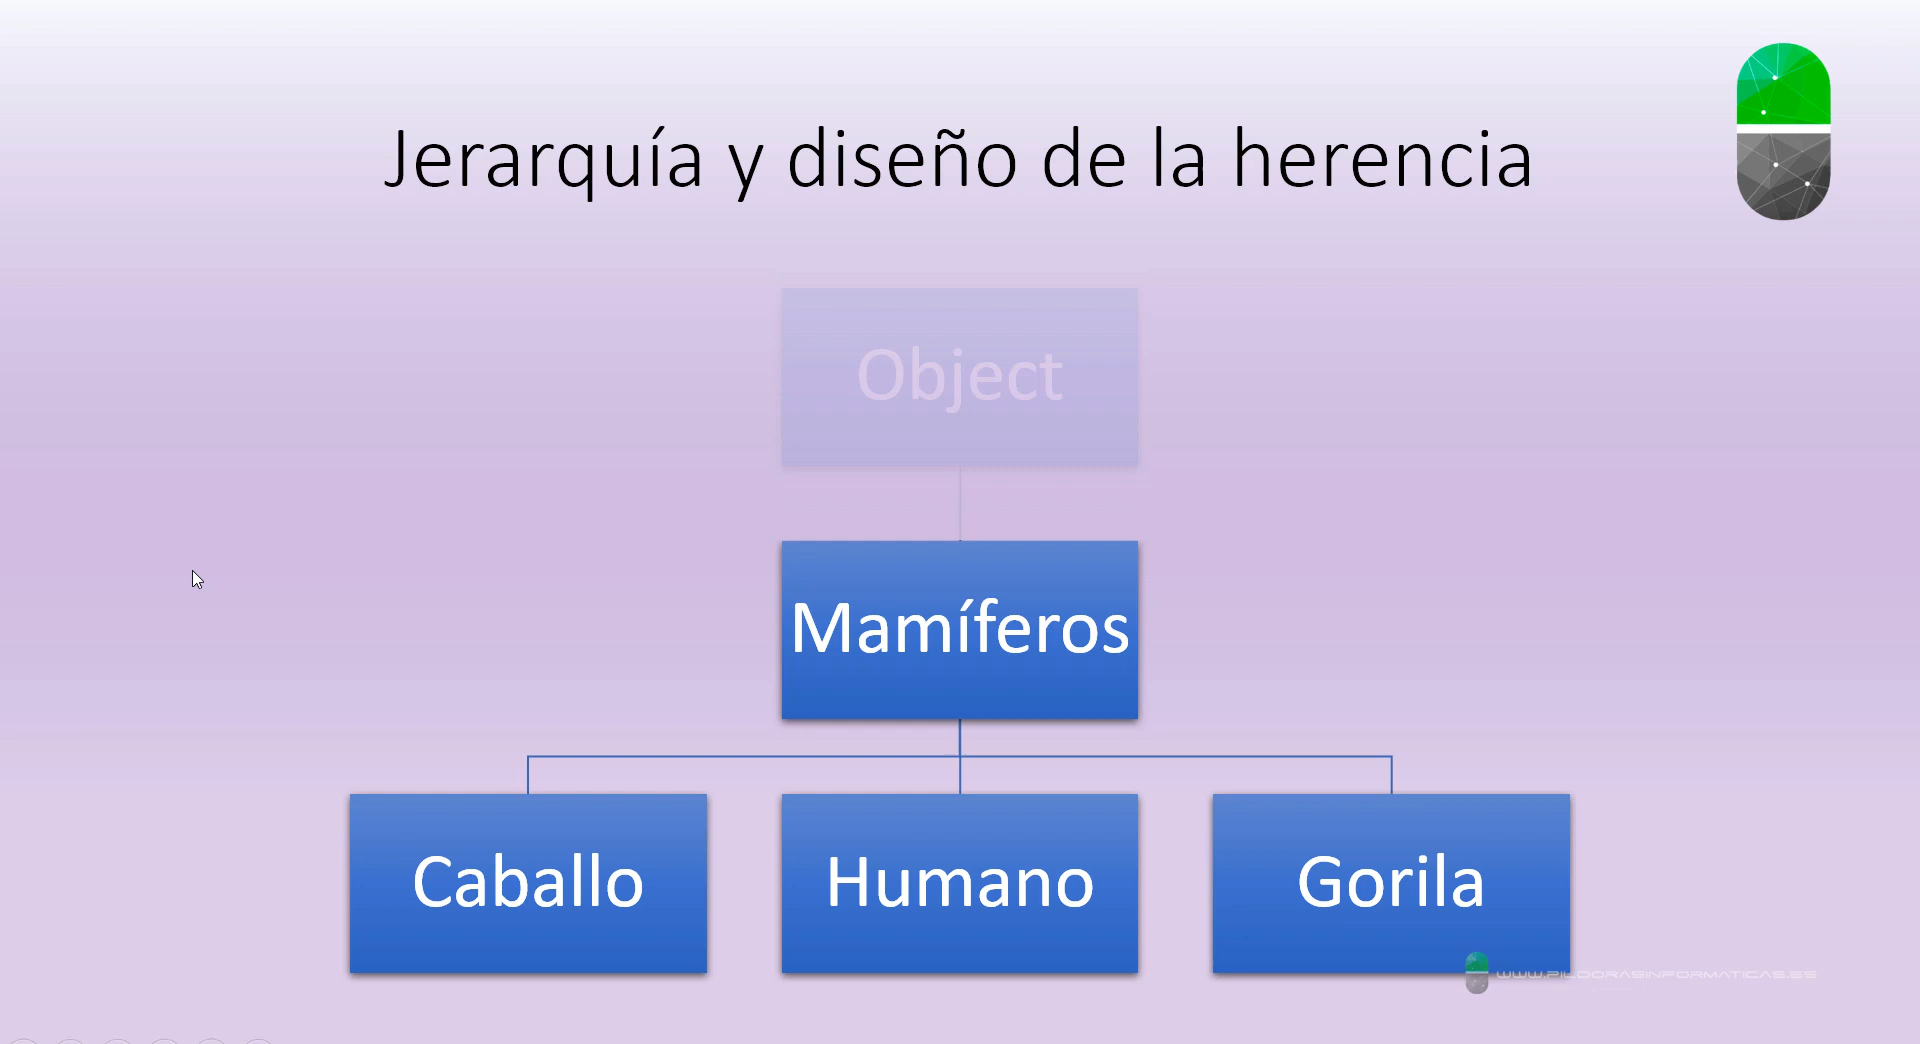 Jerarquía y diseño de la herencia
Object
Mamíferos
Caballo
Humano
Gorila
WWW.PILDORASINFORMATICAS.ES